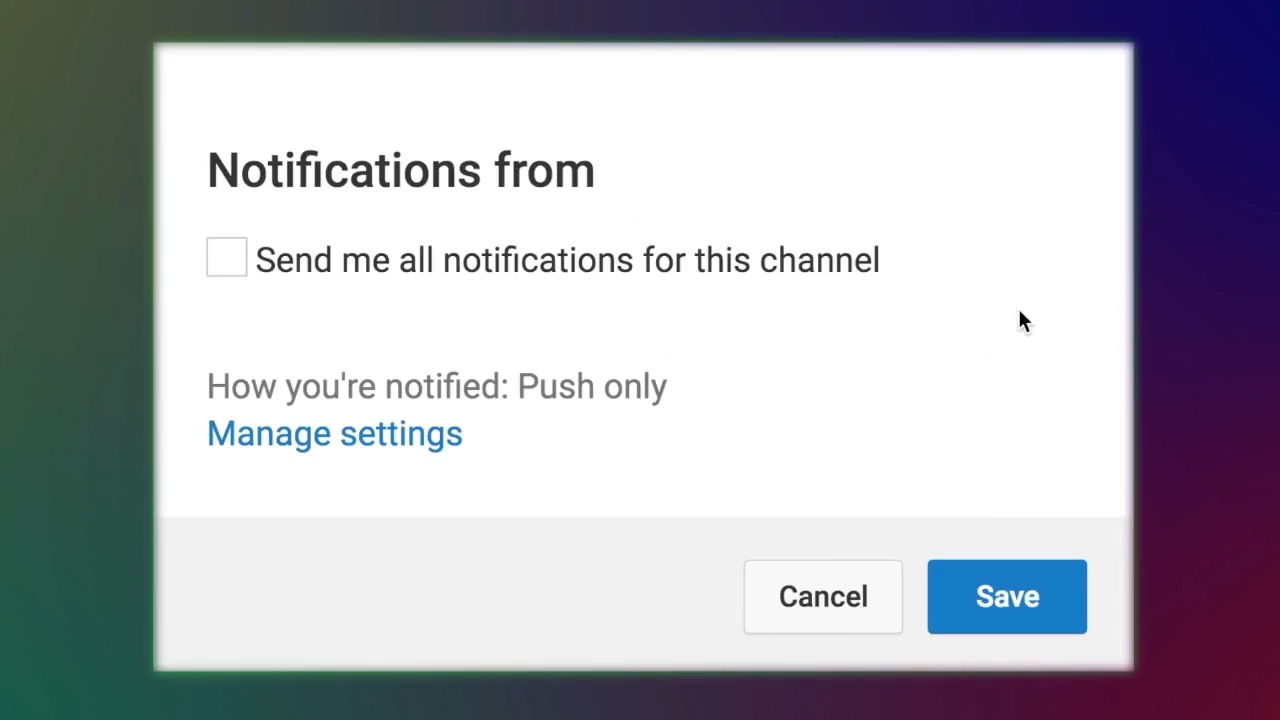 Notifications from
Send me all notifications for this channel
How you're notified: Push only
Manage settings
Cancel Save